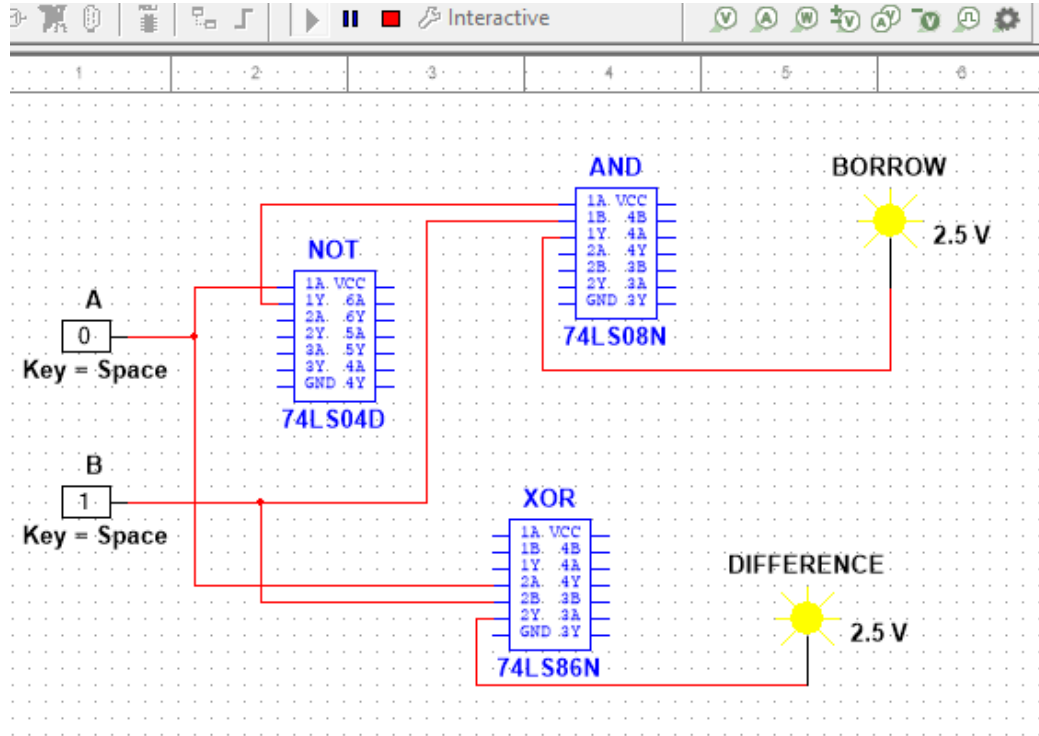 Interactive
V A W V AV V
1 2 3 4 5 6
AND
BORROW
1A VCC
1B 4B
1Y 4A
2A 4Y
2B 3B
2Y 3A
GND 3Y
74LS08N
2.5 V
NOT
1A VCC
1Y 6A
2A 6Y
2Y 5A
3A 5Y
3Y 4A
GND 4Y
74LS04D
A
0
Key = Space
B
1
Key = Space
XOR
1A VCC
1B 4B
1Y 4A
2A 4Y
2B 3B
2Y 3A
GND 3Y
74LS86N
DIFFERENCE
2.5 V